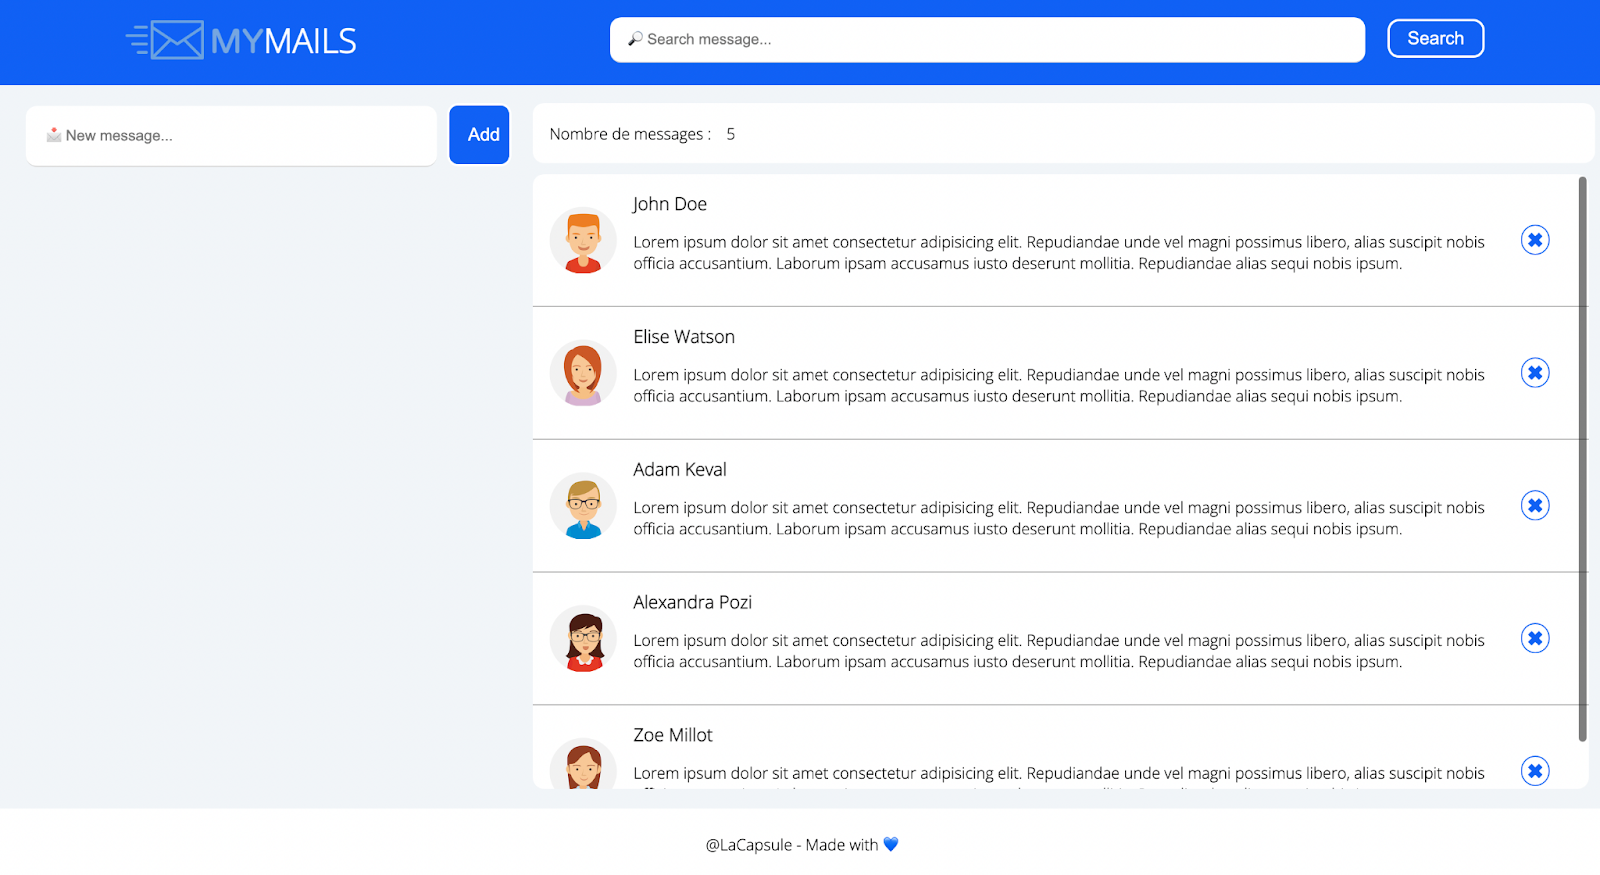 MYMAILS
🔎 Search message...
Search
📩 New message...
Add
Nombre de messages : 5
John Doe
Lorem ipsum dolor sit amet consectetur adipisicing elit. Repudiandae unde vel magni possimus libero, alias suscipit nobis
officia accusantium. Laborum ipsam accusamus iusto deserunt mollitia. Repudiandae alias sequi nobis ipsum.
Elise Watson
Lorem ipsum dolor sit amet consectetur adipisicing elit. Repudiandae unde vel magni possimus libero, alias suscipit nobis
officia accusantium. Laborum ipsam accusamus iusto deserunt mollitia. Repudiandae alias sequi nobis ipsum.
Adam Keval
Lorem ipsum dolor sit amet consectetur adipisicing elit. Repudiandae unde vel magni possimus libero, alias suscipit nobis
officia accusantium. Laborum ipsam accusamus iusto deserunt mollitia. Repudiandae alias sequi nobis ipsum.
Alexandra Pozi
Lorem ipsum dolor sit amet consectetur adipisicing elit. Repudiandae unde vel magni possimus libero, alias suscipit nobis
officia accusantium. Laborum ipsam accusamus iusto deserunt mollitia. Repudiandae alias sequi nobis ipsum.
Zoe Millot
Lorem ipsum dolor sit amet consectetur adipisicing elit. Repudiandae unde vel magni possimus libero, alias suscipit nobis
@LaCapsule - Made with 💙